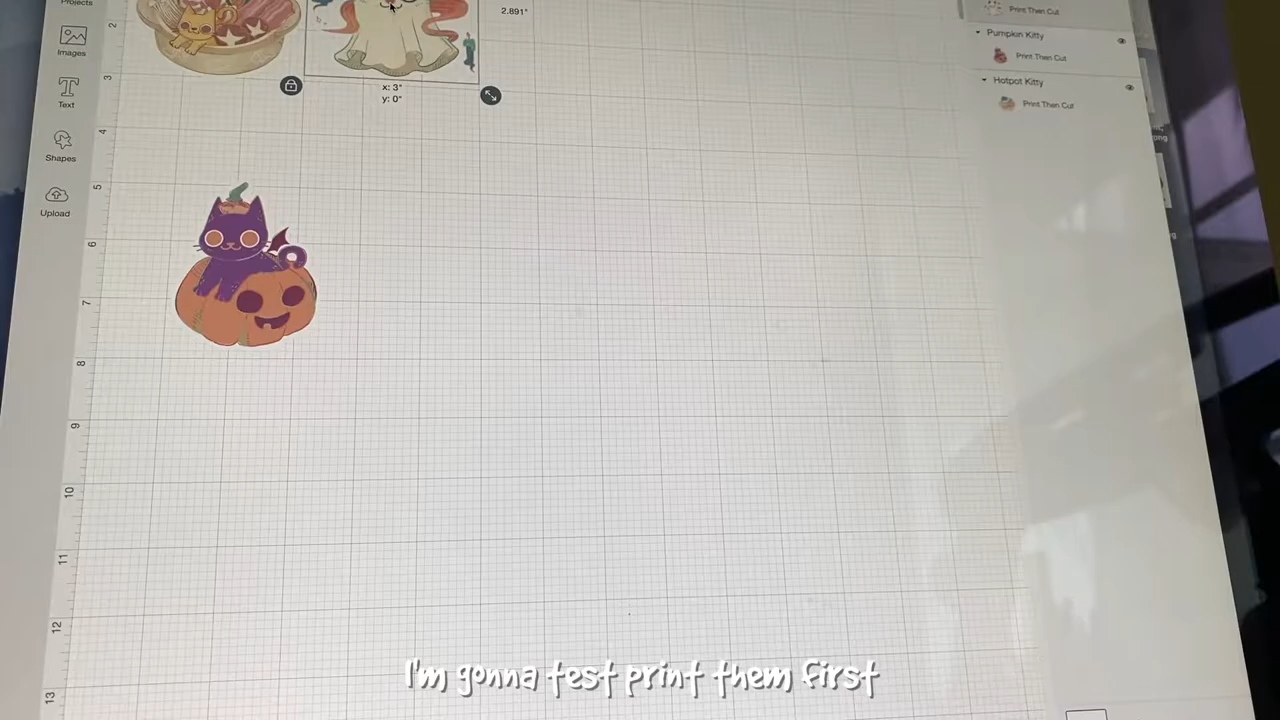 Projects
Images
Text
Shapes
Upload
2
3
4
5
6
7
8
9
10
11
12
13
2.891"
x: 3"
y: 0"
Print Then Cut
Pumpkin Kitty
Print Then Cut
Hotpot Kitty
Print Then Cut
png
I'm gonna test print them first